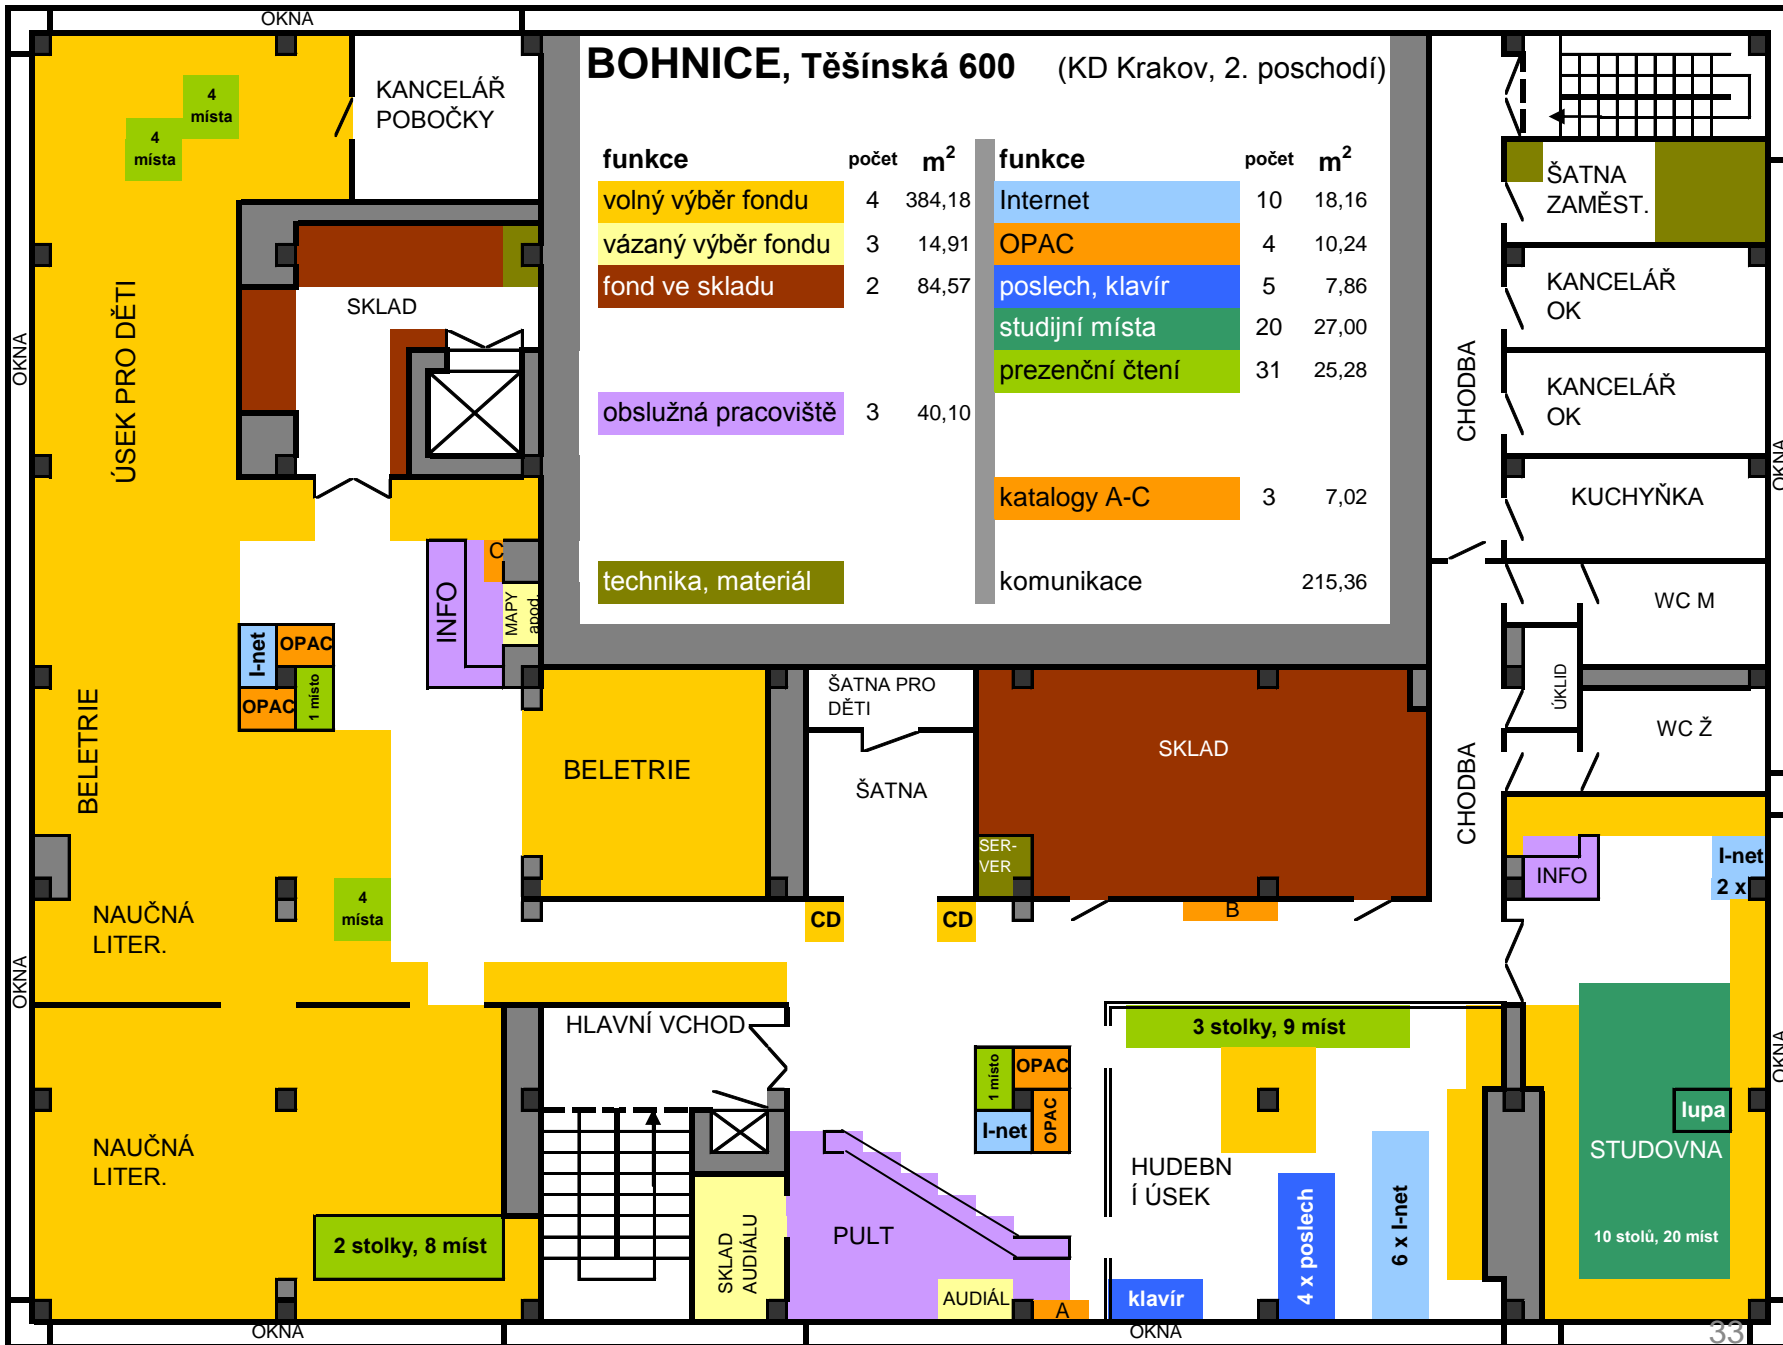 OKNA
BOHNICE, Těšínská 600 (KD Krakov, 2. poschodí)
funkce počet m² funkce počet m²
volný výběr fondu 4 384,18 Internet 10 18,16
vázaný výběr fondu 3 14,91 OPAC 4 10,24
fond ve skladu 2 84,57 poslech, klavír 5 7,86
studijní místa 20 27,00
prezenční čtení 31 25,28
obslužná pracoviště 3 40,10
katalogy A-C 3 7,02
technika, materiál komunikace 215,36
KANCELÁŘ
POBOČKY
4
místa
4
místa
ÚSEK PRO DĚTI
OKNA
SKLAD
ŠATNA
ZAMĚST.
KANCELÁŘ
OK
KANCELÁŘ
OK
CHODBA
OKNA
KUCHYŇKA
WC M
ÚKLID
WC Ž
CHODBA
C
INFO
MAPY
apod.
I-net
OPAC
OPAC
1 místo
BELETRIE
BELETRIE
ŠATNA PRO
DĚTI
ŠATNA
SKLAD
SER-
VER
INFO
I-net
2 x
4
místa
NAUČNÁ
LITER.
CD
CD
B
OKNA
HLAVNÍ VCHOD
3 stolky, 9 míst
1 místo
OPAC
OPAC
I-net
OKNA
lupa
STUDOVNA
10 stolů, 20 míst
NAUČNÁ
LITER.
HUDEBN
Í ÚSEK
2 stolky, 8 míst
SKLAD
AUDIÁLU
PULT
AUDIÁL
A
klavír
4 x poslech
6 x I-net
OKNA
OKNA
33